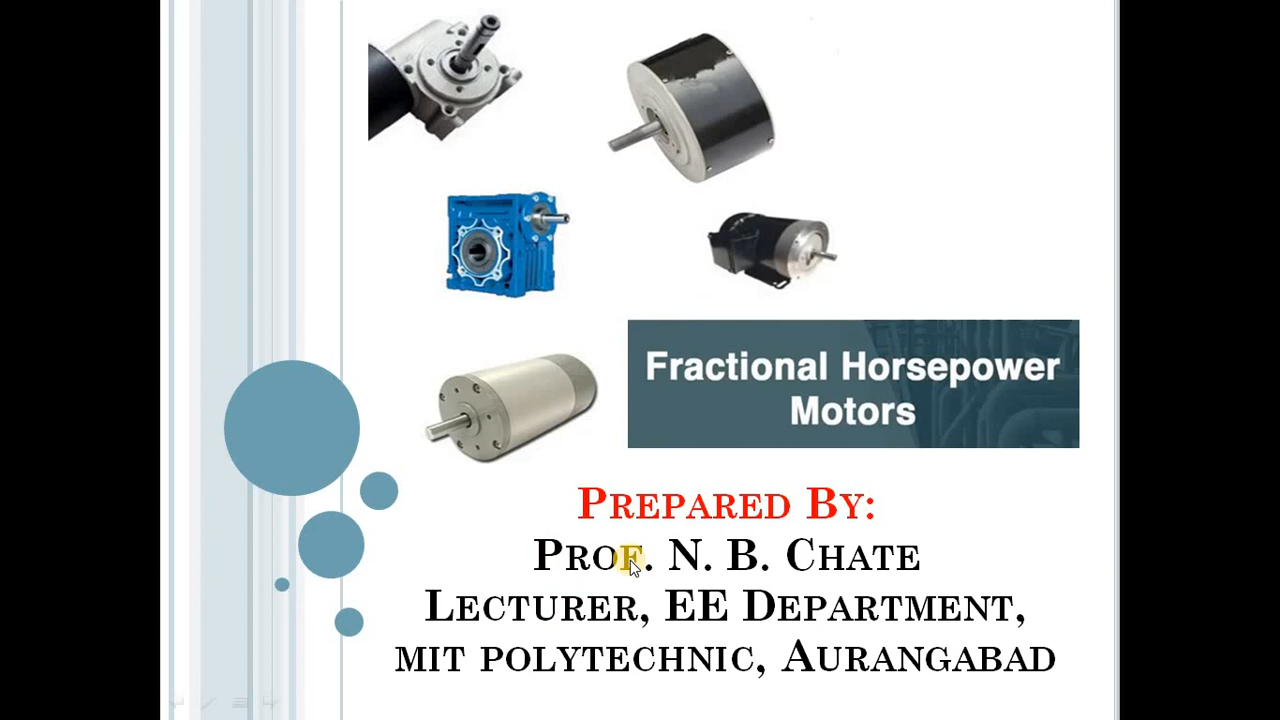 Fractional Horsepower
Motors
Prepared By:
Prof. N. B. Chate
Lecturer, EE Department,
mit polytechnic, Aurangabad